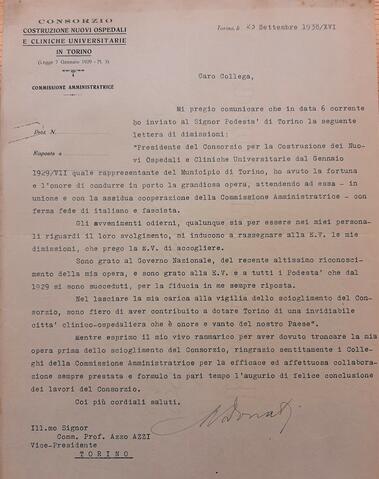 CONSORZIO
COSTRUZIONE NUOVI OSPEDALI
E CLINICHE UNIVERSITARIE
IN TORINO
(Legge 7 Gennaio 1929 - N. 3)
COMMISSIONE AMMINISTRATRICE
Torino, li 23 Settembre 1938/XVI
Caro Collega,
Prot. N.
Risposta a
Mi pregio comunicare che in data 6 corrente
ho inviato al Signor Podesta' di Torino la seguente
lettera di dimissioni:
"Presidente del Consorzio per la Costruzione dei Nuo-
vi Ospedali e Cliniche Universitarie dal Gennaio
1929/VII quale rappresentante del Municipio di Torino, ho avuto la fortuna
e l'onore di condurre in porto la grandiosa opera, attendendo ad essa - in
unione e con la assidua cooperazione della Commissione Amministratrice - con
ferma fede di italiano e fascista.
Gli avvenimenti odierni, qualunque sia per essere nei miei persona-
li riguardi il loro svolgimento, mi inducono a rassegnare alla E.V. le mie
dimissioni, che prego la E.V. di accogliere.
Sono grato al Governo Nazionale, del recente altissimo riconosci-
mento della mia opera, e sono grato alla E.V. e a tutti i Podestà che dal
1929 si sono succeduti, per la fiducia in me sempre riposta.
Nel lasciare la mia carica alla vigilia dello scioglimento del Con-
sorzio, sono fiero di aver contribuito a dotare Torino di una invidiabile
citta' clinico-ospedaliera che è onore e vanto del nostro Paese".
Mentre esprimo il mio vivo rammarico per aver dovuto troncare la mia
opera prima dello scioglimento del Consorzio, ringrazio sentitamente i Colle-
ghi della Commissione Amministratrice per la efficace ed affettuosa collabora-
zione sempre prestata e formulo in pari tempo l'augurio di felice conclusione
dei lavori del Consorzio.
Coi più cordiali saluti.
Donati
Ill.mo Signor
Comm. Prof. Azzo AZZI
Vice-Presidente
TORINO